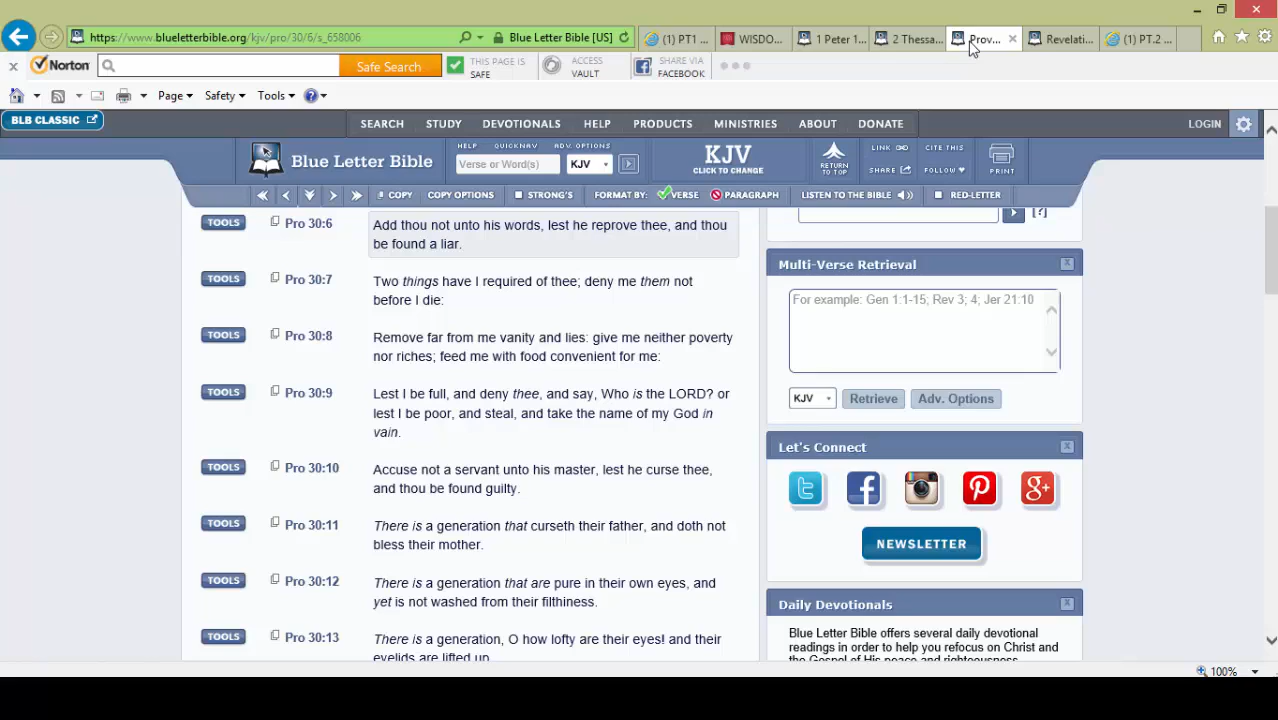 https://www.blueletterbible.org/kjv/pro/30/6/s_658006
Blue Letter Bible [US]
(1) PT1 ...
WISDO...
1 Peter 1...
2 Thessa...
Prov...
Revelati...
(1) PT.2 ...
Norton
Safe Search
THIS PAGE IS SAFE
ACCESS VAULT
SHARE VIA FACEBOOK
Page
Safety
Tools
BLB CLASSIC
SEARCH STUDY DEVOTIONALS HELP PRODUCTS MINISTRIES ABOUT DONATE
LOGIN
Blue Letter Bible
HELP QUICKNAV ADV. OPTIONS
Verse or Word(s)
KJV
KJV
CLICK TO CHANGE
RETURN TO TOP
LINK
CITE THIS
SHARE
FOLLOW
PRINT
COPY COPY OPTIONS STRONG'S FORMAT BY: VERSE PARAGRAPH LISTEN TO THE BIBLE RED-LETTER
TOOLS Pro 30:6 Add thou not unto his words, lest he reprove thee, and thou
be found a liar.
TOOLS Pro 30:7 Two things have I required of thee; deny me them not
before I die:
TOOLS Pro 30:8 Remove far from me vanity and lies: give me neither poverty
nor riches; feed me with food convenient for me:
TOOLS Pro 30:9 Lest I be full, and deny thee, and say, Who is the LORD? or
lest I be poor, and steal, and take the name of my God in
vain.
TOOLS Pro 30:10 Accuse not a servant unto his master, lest he curse thee,
and thou be found guilty.
TOOLS Pro 30:11 There is a generation that curseth their father, and doth not
bless their mother.
TOOLS Pro 30:12 There is a generation that are pure in their own eyes, and
yet is not washed from their filthiness.
TOOLS Pro 30:13 There is a generation, O how lofty are their eyes! and their
eyelids are lifted up.
[?]
Multi-Verse Retrieval
For example: Gen 1:1-15; Rev 3; 4; Jer 21:10
KJV Retrieve Adv. Options
Let's Connect
NEWSLETTER
Daily Devotionals
Blue Letter Bible offers several daily devotional
readings in order to help you refocus on Christ and
the Gospel of His peace and righteousness.
100%